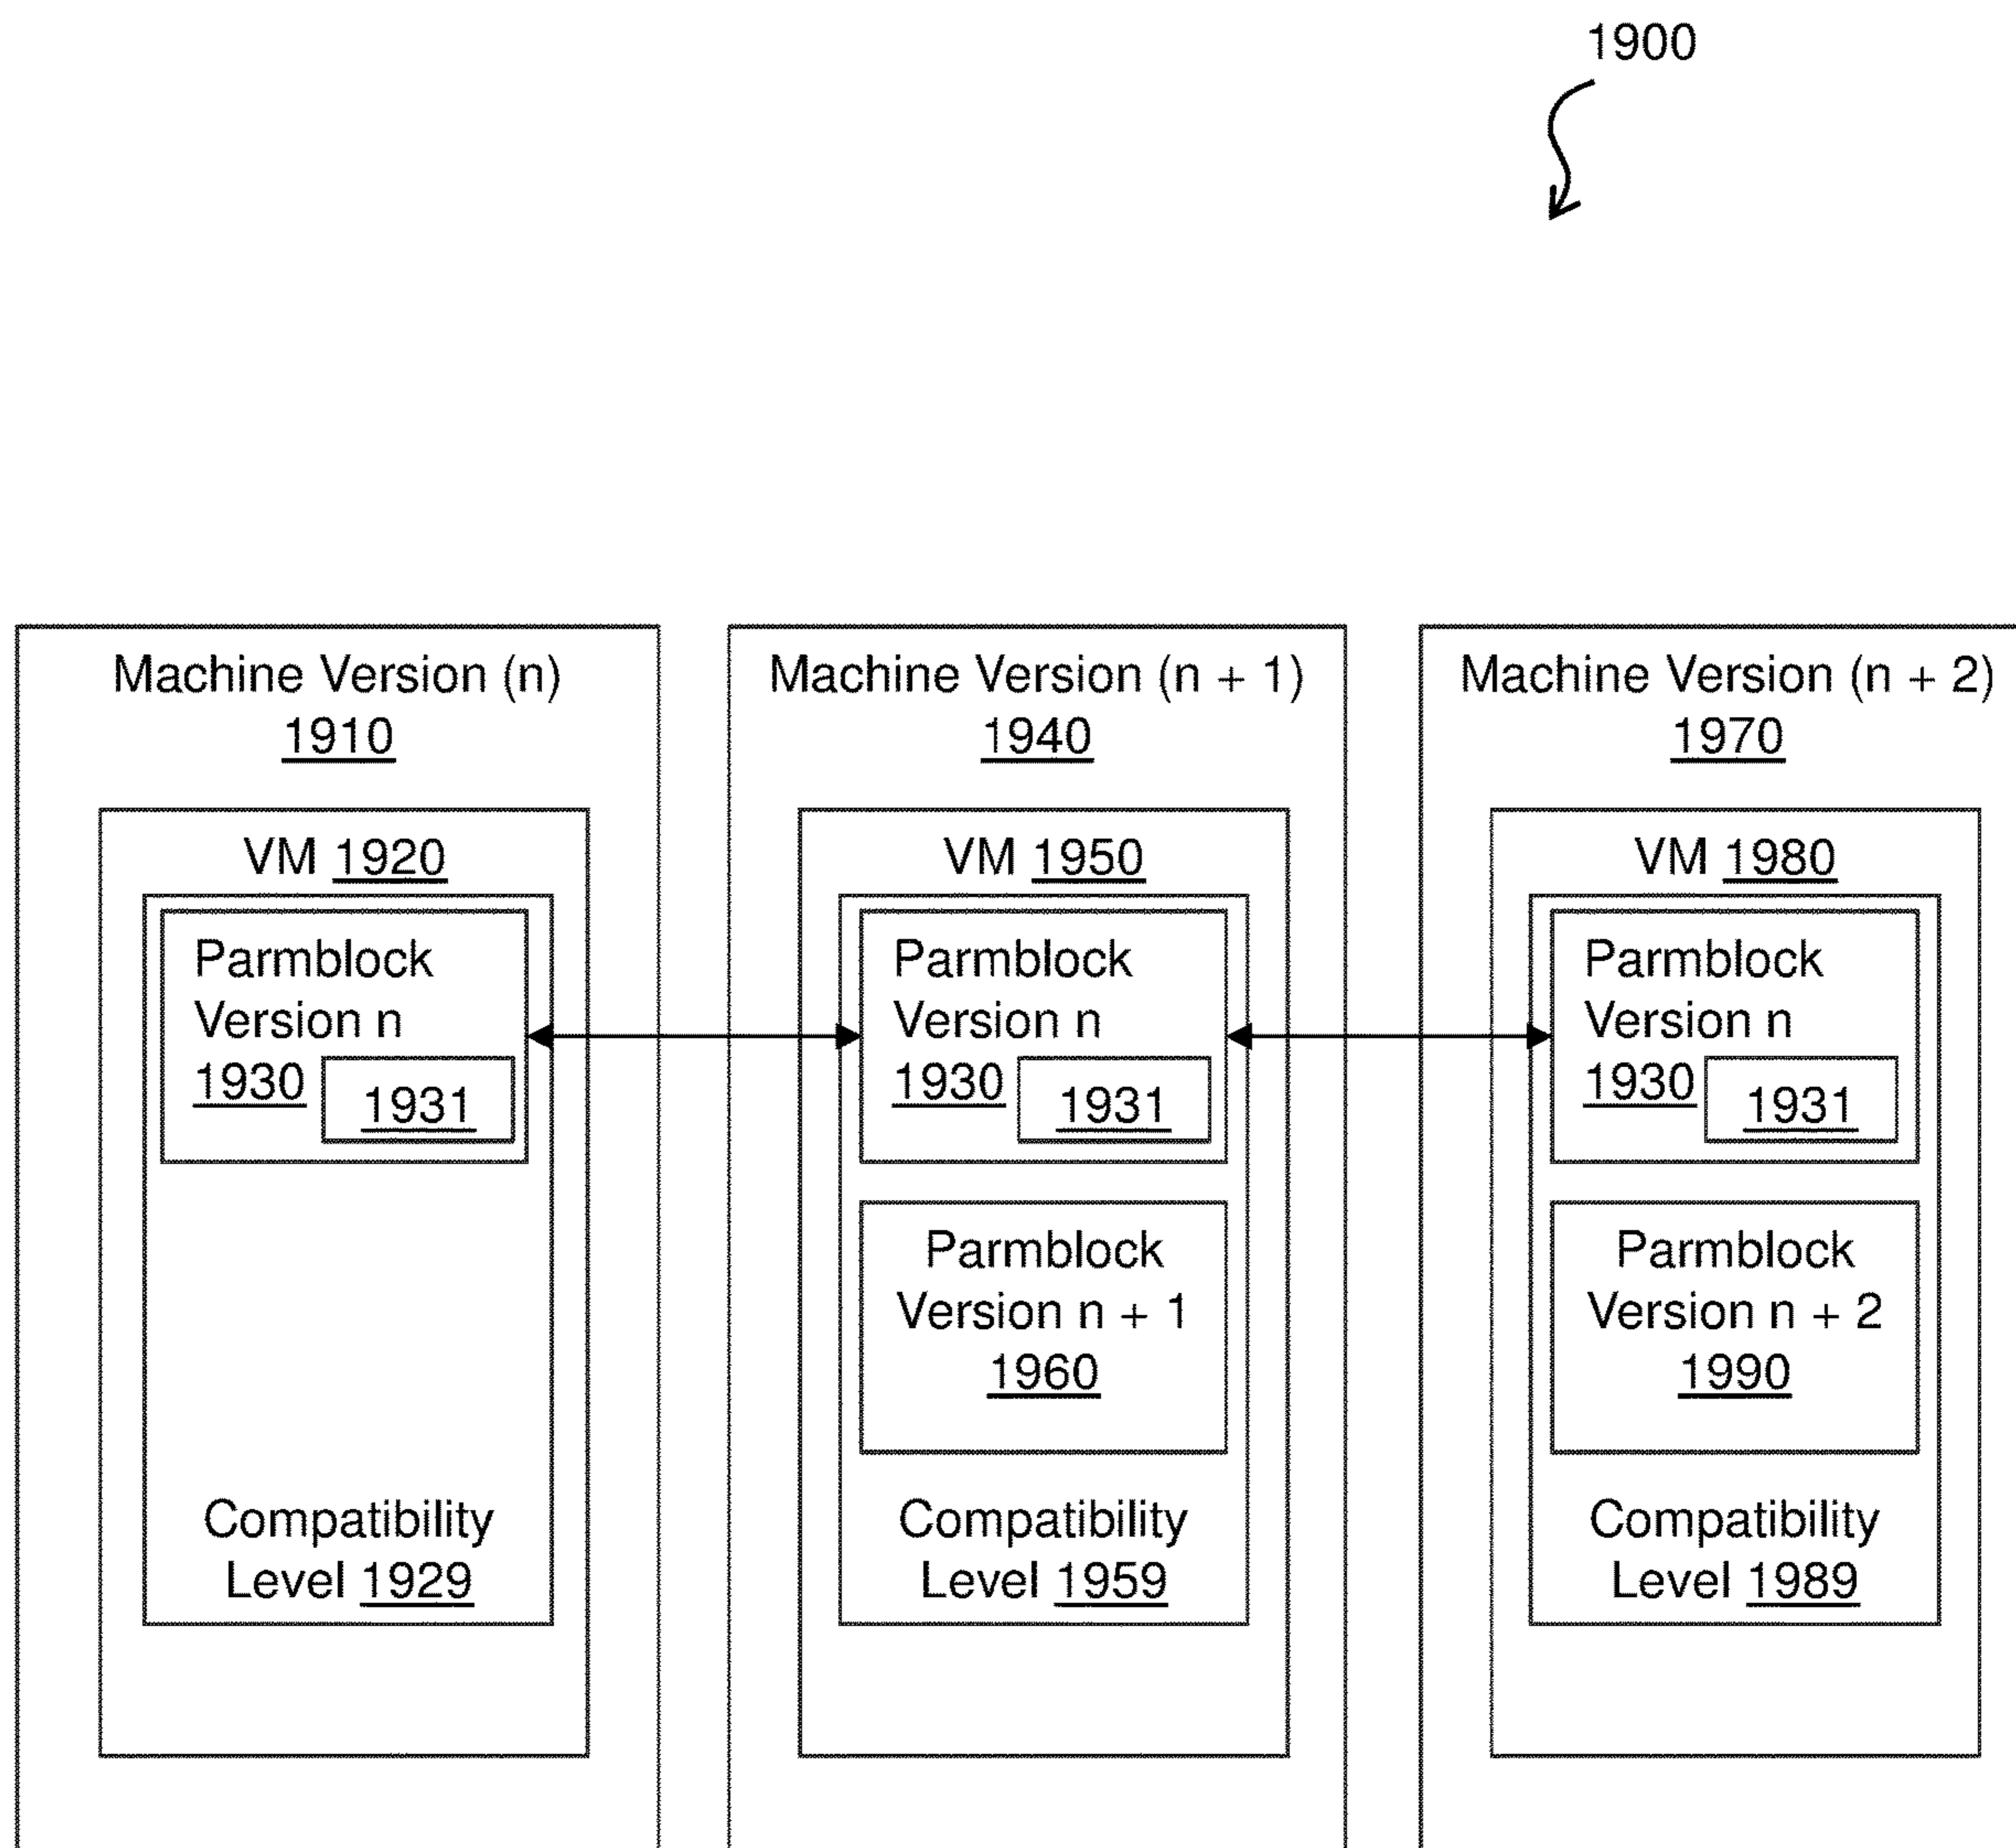 1900
Machine Version (n)
1910
VM 1920
Parmblock
Version n
1930
1931
Compatibility
Level 1929
Machine Version (n + 1)
1940
VM 1950
Parmblock
Version n
1930
1931
Parmblock
Version n + 1
1960
Compatibility
Level 1959
Machine Version (n + 2)
1970
VM 1980
Parmblock
Version n
1930
1931
Parmblock
Version n + 2
1990
Compatibility
Level 1989